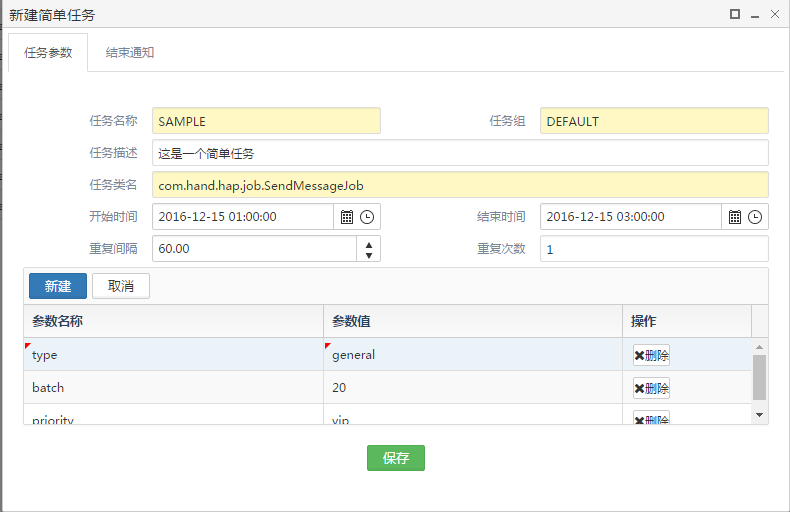 新建简单任务
任务参数 结束通知
任务名称 SAMPLE 任务组 DEFAULT
任务描述 这是一个简单任务
任务类名 com.hand.hap.job.SendMessageJob
开始时间 2016-12-15 01:00:00 结束时间 2016-12-15 03:00:00
重复间隔 60.00 重复次数 1
新建 取消
参数名称 参数值 操作
type general 删除
batch 20 删除
priority vip 删除
保存